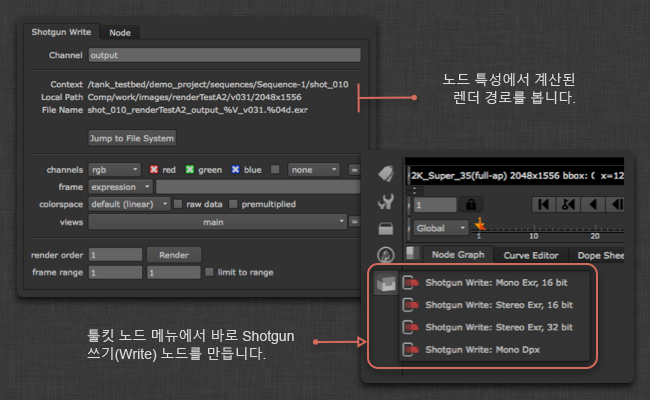 Shotgun Write
Node
Channel
output
Context /tank_testbed/demo_project/sequences/Sequence-1/shot_010
Local Path Comp/work/images/renderTestA2/v031/2048x1556
File Name shot_010_renderTestA2_output_%V_v031.%04d.exr
Jump to File System
channels rgb red green blue none =
frame expression
colorspace default (linear) raw data premultiplied
views main =
render order 1 Render
frame range 1 1 limit to range
노드 특성에서 계산된
렌더 경로를 봅니다.
2K_Super_35(full-ap) 2048x1556 bbox: ( x=12
1
Global
1 10 20
Node Graph Curve Editor Dope Shee
Shotgun Write: Mono Exr, 16 bit
Shotgun Write: Stereo Exr, 16 bit
Shotgun Write: Stereo Exr, 32 bit
Shotgun Write: Mono Dpx
툴킷 노드 메뉴에서 바로 Shotgun
쓰기(Write) 노드를 만듭니다.